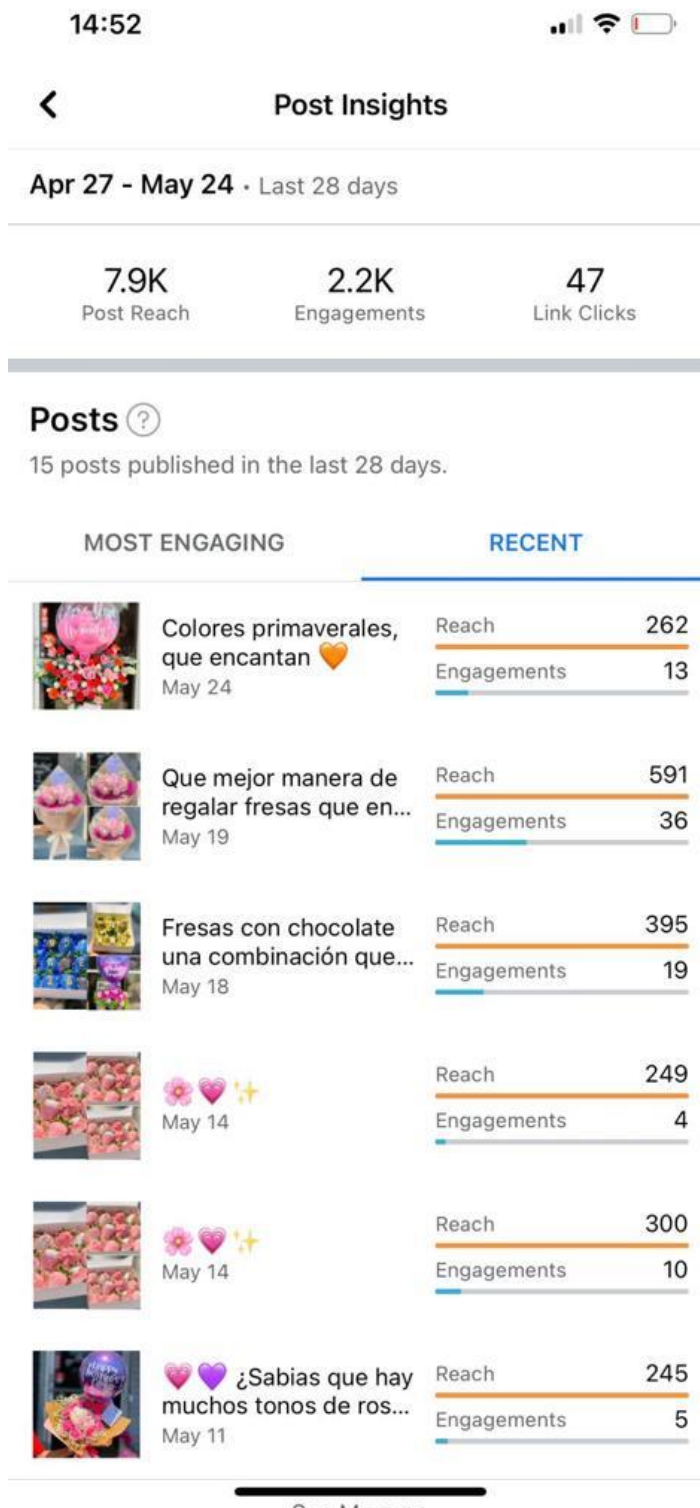 14:52
Post Insights
Apr 27 - May 24 · Last 28 days
7.9K 2.2K 47
Post Reach Engagements Link Clicks
Posts ?
15 posts published in the last 28 days.
MOST ENGAGING RECENT
Colores primaverales,
que encantan 🧡
May 24
Reach 262
Engagements 13
Que mejor manera de
regalar fresas que en...
May 19
Reach 591
Engagements 36
Fresas con chocolate
una combinación que...
May 18
Reach 395
Engagements 19
🌸💗✨
May 14
Reach 249
Engagements 4
🌸💗✨
May 14
Reach 300
Engagements 10
💗💜 ¿Sabias que hay
muchos tonos de ros...
May 11
Reach 245
Engagements 5